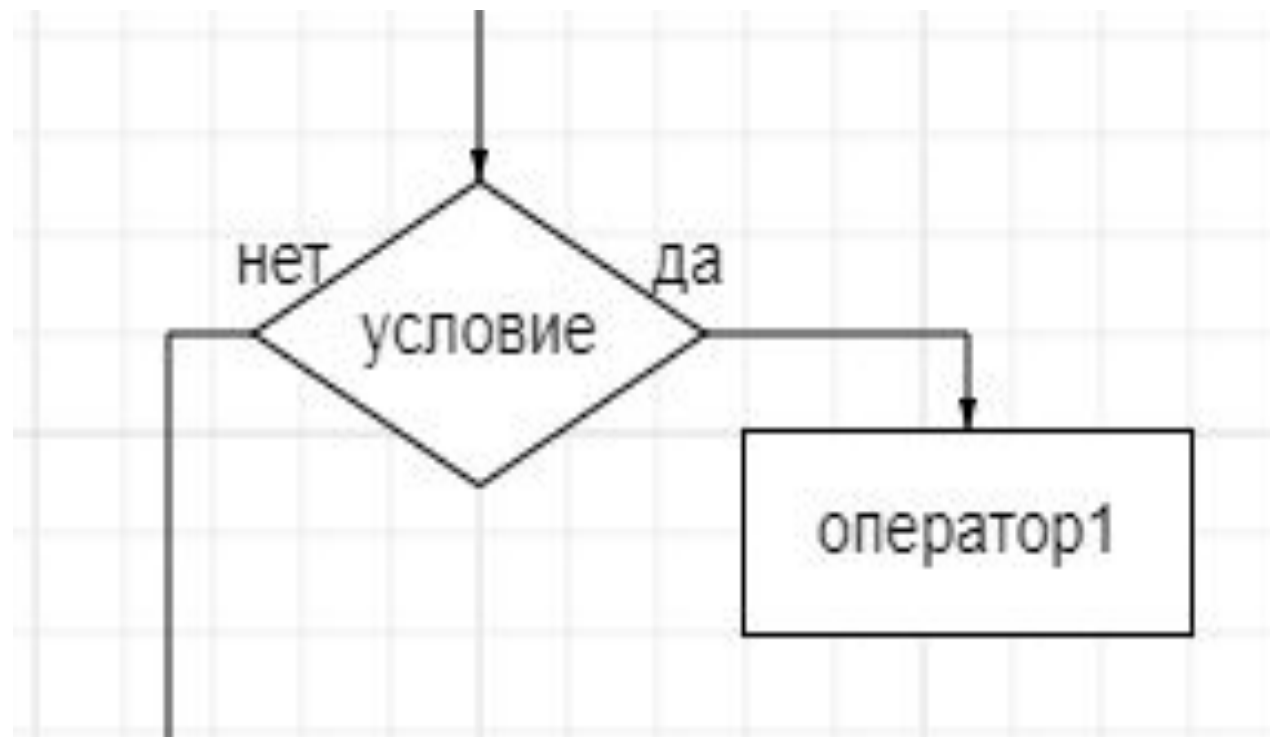 нет
да
условие
оператор1